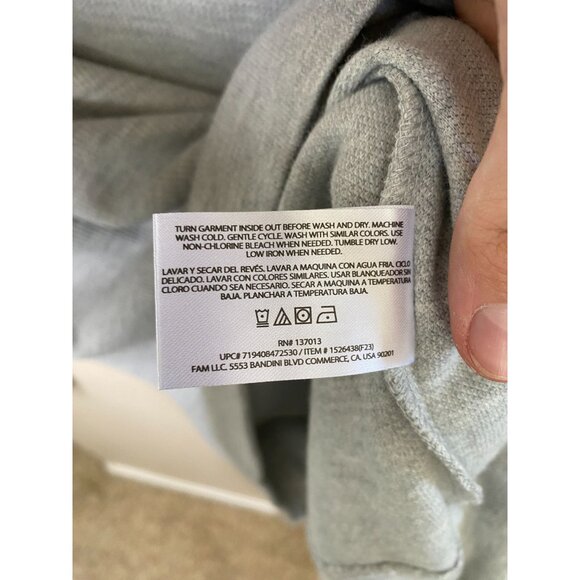 TURN GARMENT INSIDE OUT BEFORE WASH AND DRY. MACHINE
WASH COLD. GENTLE CYCLE. WASH WITH SIMILAR COLORS. USE
NON-CHLORINE BLEACH WHEN NEEDED. TUMBLE DRY LOW.
LOW IRON WHEN NEEDED.
LAVAR Y SECAR DEL REVÉS. LAVAR A MAQUINA CON AGUA FRIA. CICLO
DELICADO. LAVAR CON COLORES SIMILARES. USAR BLANQUEADOR SIN
CLORO CUANDO SEA NECESARIO. SECAR A MAQUINA A TEMPERATURA
BAJA. PLANCHAR A TEMPERATURA BAJA.
RN# 137013
UPC# 719408472530 / ITEM # 1526438(F23)
FAM LLC. 5553 BANDINI BLVD COMMERCE, CA. USA 90201